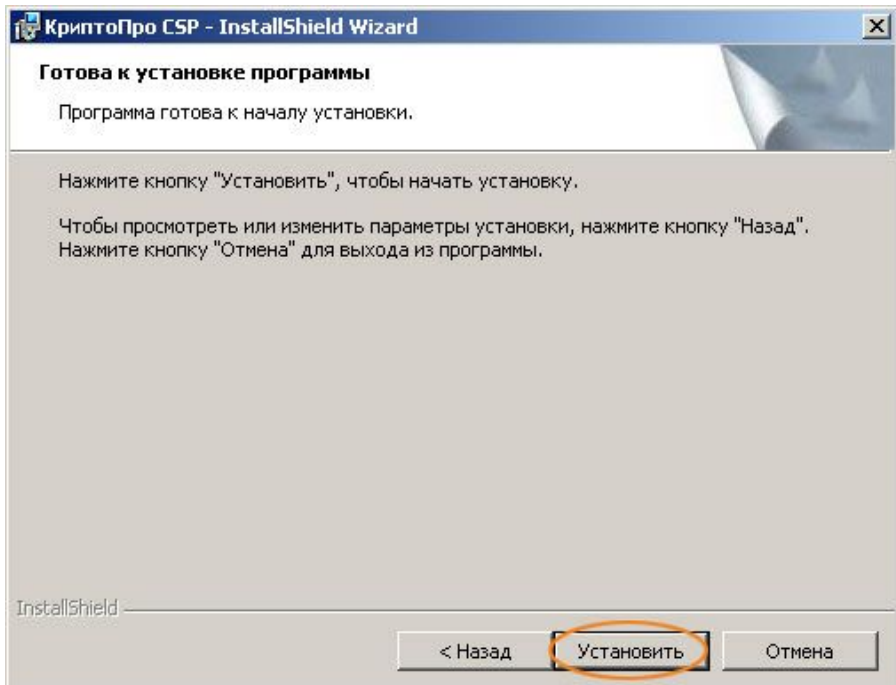 КриптоПро CSP - InstallShield Wizard
Готова к установке программы
Программа готова к началу установки.
Нажмите кнопку "Установить", чтобы начать установку.
Чтобы просмотреть или изменить параметры установки, нажмите кнопку "Назад".
Нажмите кнопку "Отмена" для выхода из программы.
InstallShield
< Назад
Установить
Отмена